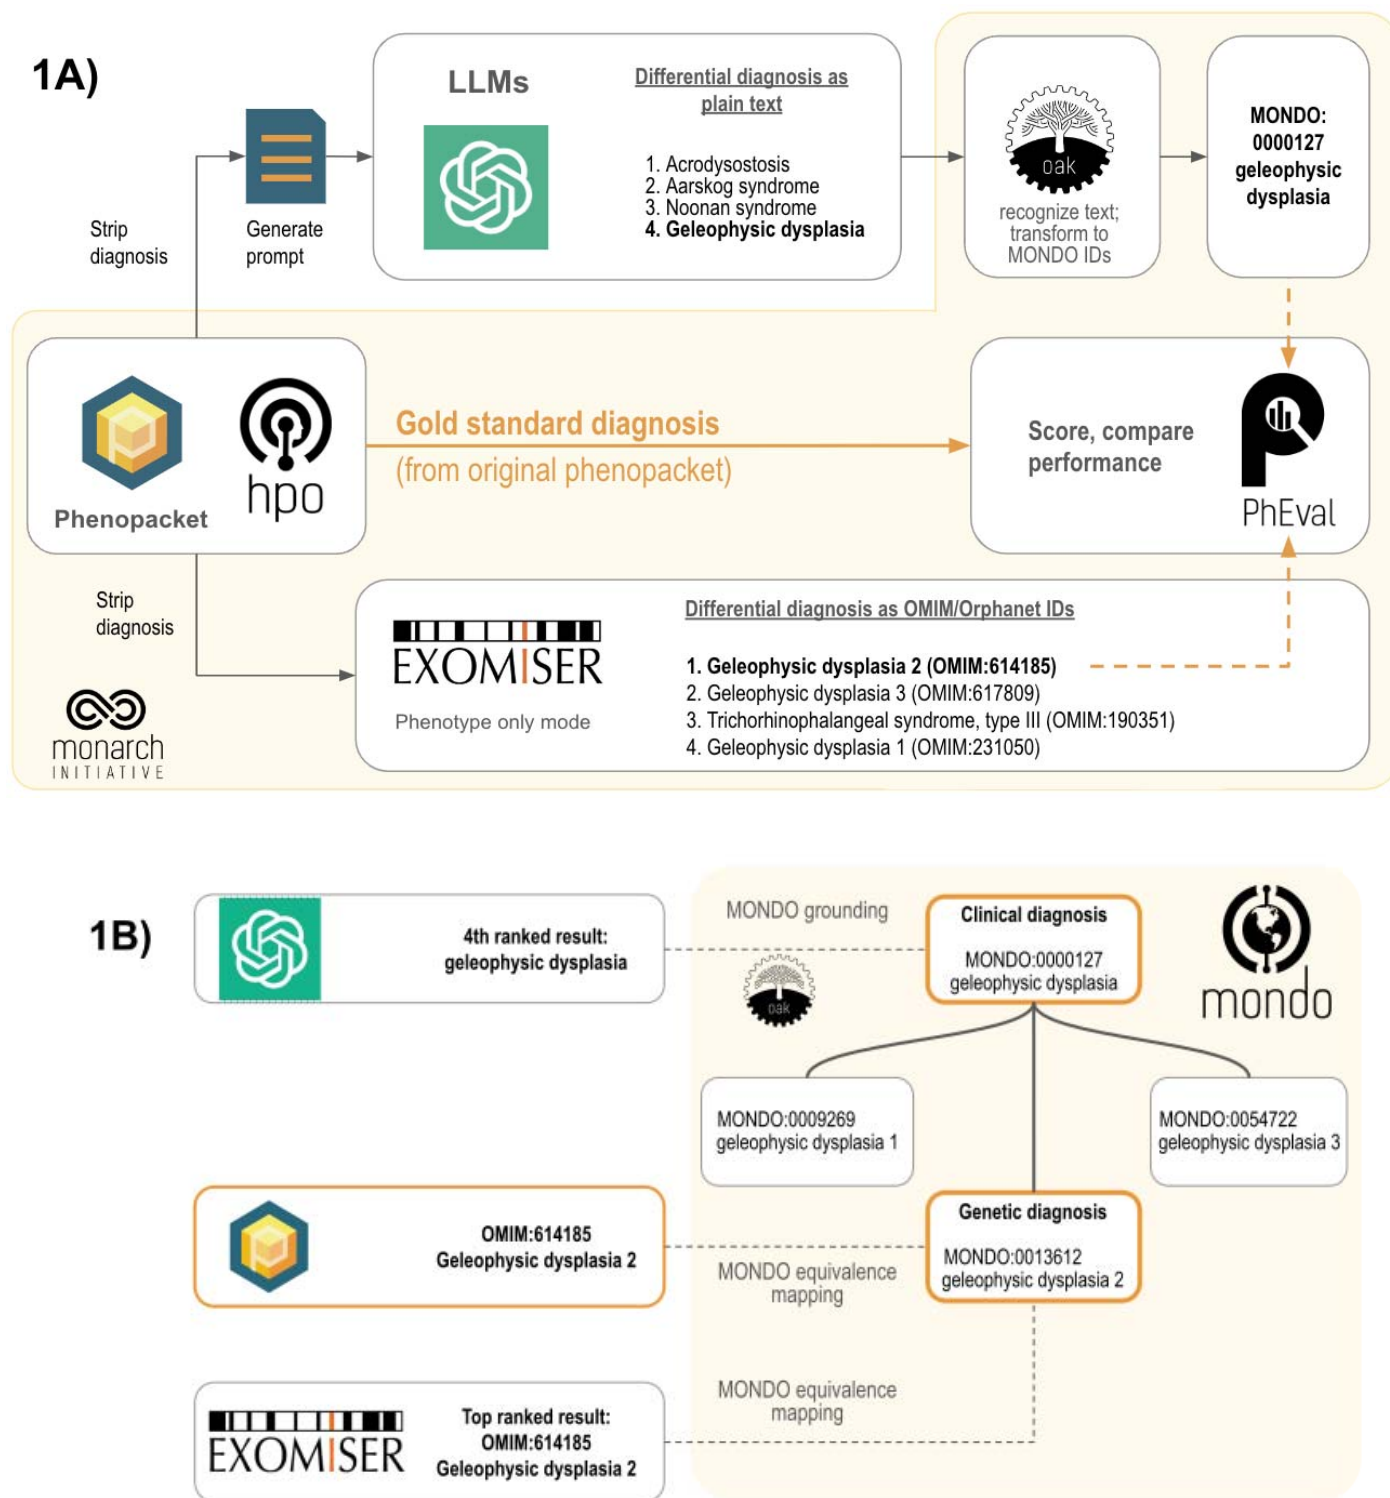 1A)
LLMs
Differential diagnosis as
plain text
1. Acrodysostosis
2. Aarskog syndrome
3. Noonan syndrome
4. Geleophysic dysplasia
oak
recognize text;
transform to
MONDO IDs
MONDO:
0000127
geleophysic
dysplasia
Strip
diagnosis
Generate
prompt
Phenopacket
hpo
Gold standard diagnosis
(from original phenopacket)
Score, compare
performance
PhEval
Strip
diagnosis
monarch
INITIATIVE
EXOMISER
Phenotype only mode
Differential diagnosis as OMIM/Orphanet IDs
1. Geleophysic dysplasia 2 (OMIM:614185)
2. Geleophysic dysplasia 3 (OMIM:617809)
3. Trichorhinophalangeal syndrome, type III (OMIM:190351)
4. Geleophysic dysplasia 1 (OMIM:231050)
1B)
4th ranked result:
geleophysic dysplasia
MONDO grounding
oak
Clinical diagnosis
MONDO:0000127
geleophysic dysplasia
mondo
MONDO:0009269
geleophysic dysplasia 1
MONDO:0054722
geleophysic dysplasia 3
OMIM:614185
Geleophysic dysplasia 2
MONDO equivalence
mapping
Genetic diagnosis
MONDO:0013612
geleophysic dysplasia 2
EXOMISER
Top ranked result:
OMIM:614185
Geleophysic dysplasia 2
MONDO equivalence
mapping